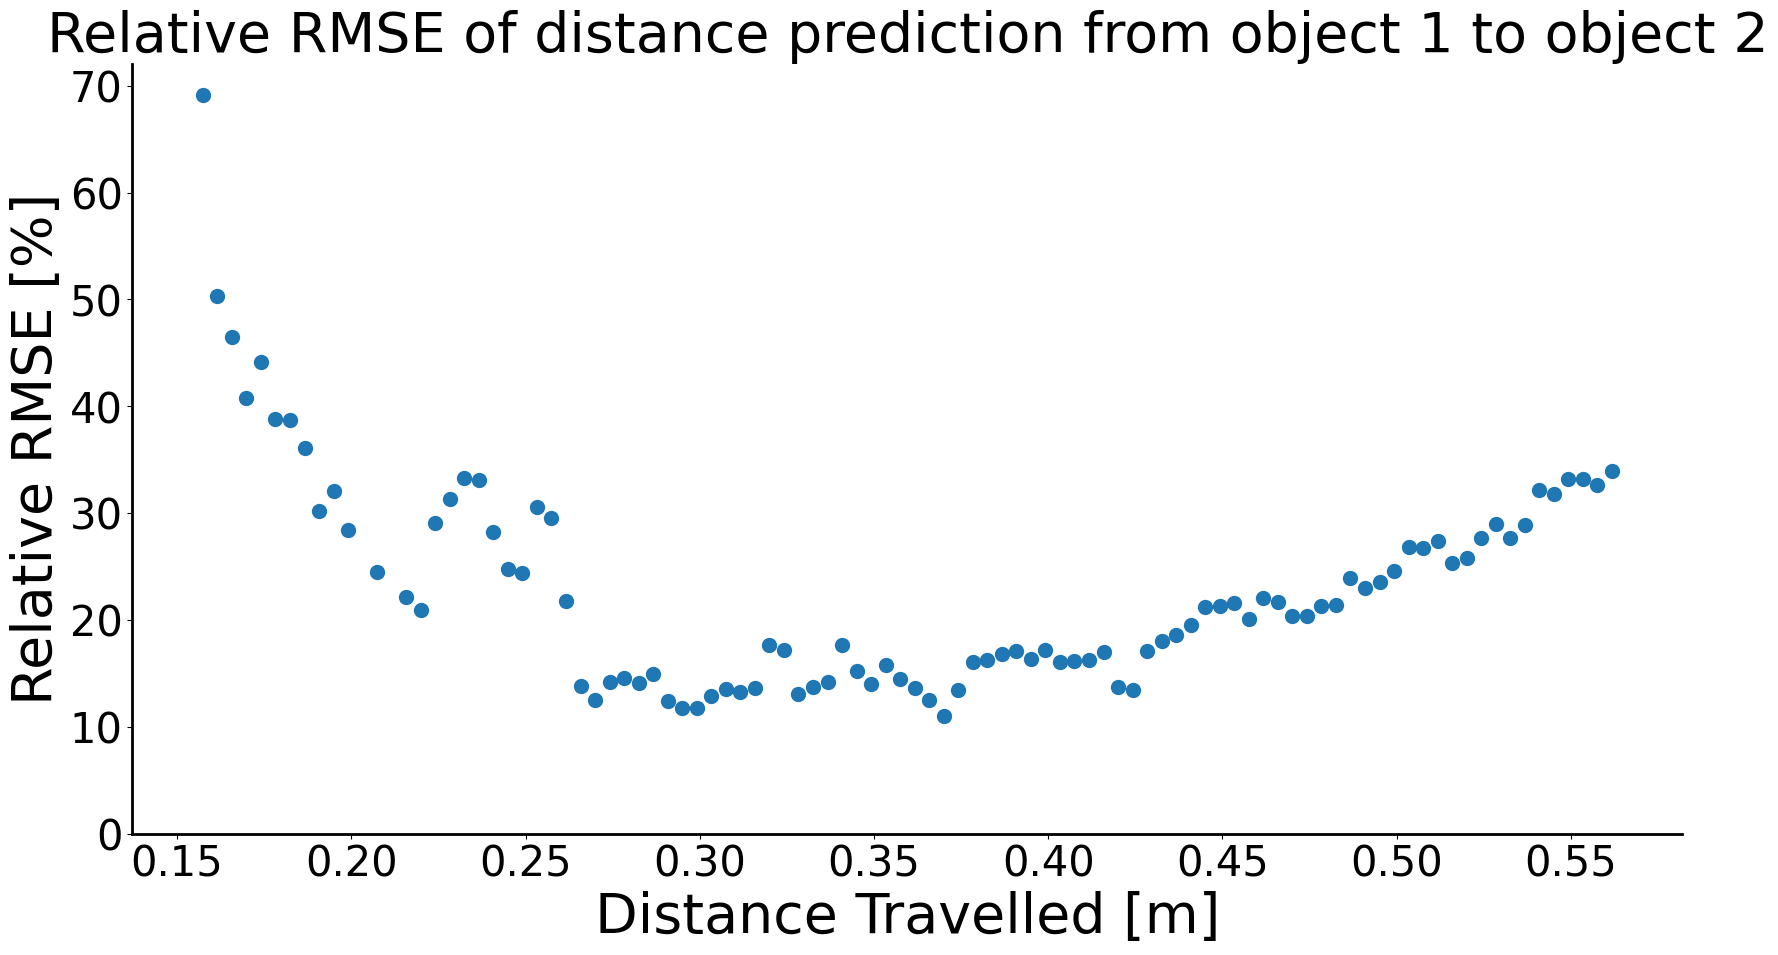 Relative RMSE of distance prediction from object 1 to object 2
70
60
50
40
30
20
10
0
Relative RMSE [%]
0.15 0.20 0.25 0.30 0.35 0.40 0.45 0.50 0.55
Distance Travelled [m]